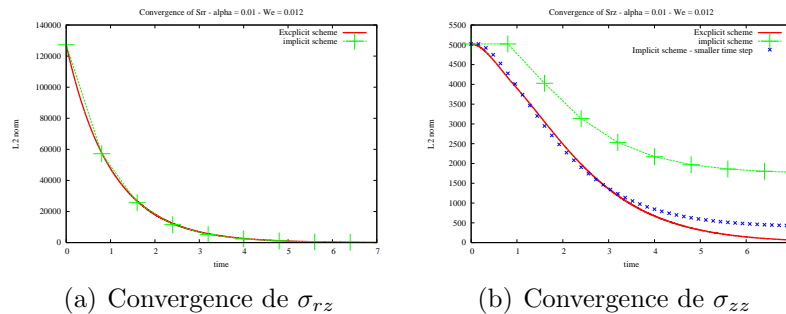 Convergence of Srr - alpha = 0.01 - We = 0.012
140000
120000
100000
80000
60000
40000
20000
0
L2 norm
Excplicit scheme
implicit scheme
0 1 2 3 4 5 6 7
time
(a) Convergence de σrz
Convergence of Srz - alpha = 0.01 - We = 0.012
5500
5000
4500
4000
3500
3000
2500
2000
1500
1000
500
0
L2 norm
Excplicit scheme
implicit scheme
Implicit scheme - smaller time step
0 1 2 3 4 5 6
time
(b) Convergence de σzz